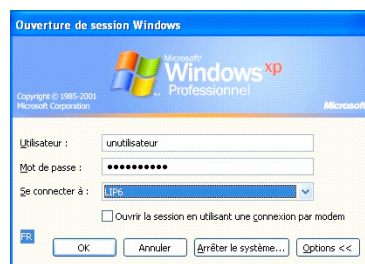 Ouverture de session Windows
Microsoft
Windows xp
Professionnel
Copyright © 1985-2001
Microsoft Corporation
Microsoft
Utilisateur : unutilisateur
Mot de passe : ••••••••••
Se connecter à : LIP6
Ouvrir la session en utilisant une connexion par modem
FR
OK Annuler Arrêter le système... Options <<